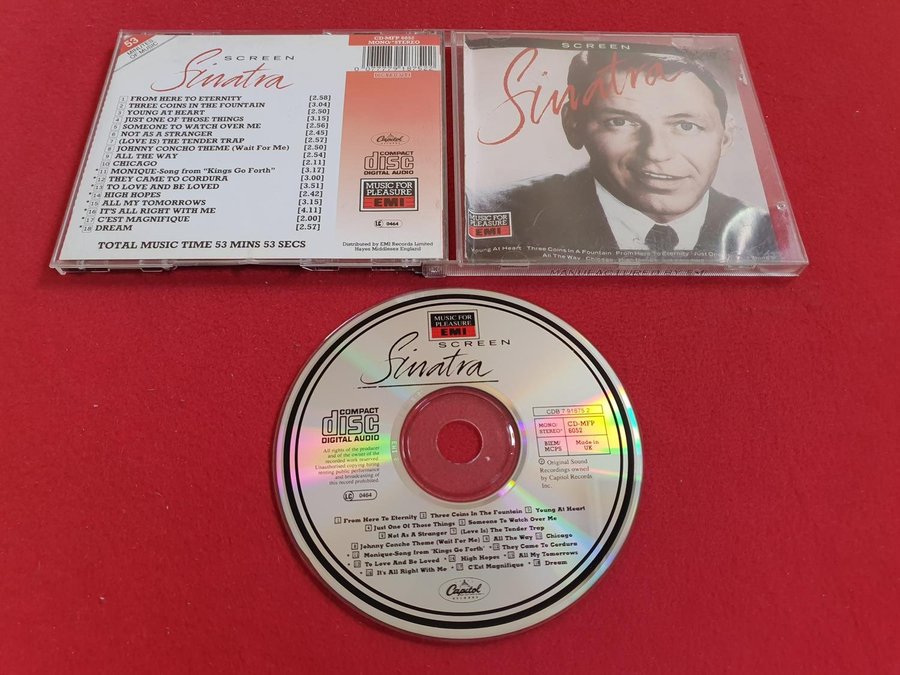 53
MINUTES
OF MUSIC
SCREEN
Sinatra
CD-MFP 6052
MONO/*STEREO
CDB 7 91875 2
1 FROM HERE TO ETERNITY [2.58]
2 THREE COINS IN THE FOUNTAIN [3.04]
3 YOUNG AT HEART [2.50]
4 JUST ONE OF THOSE THINGS [3.15]
5 SOMEONE TO WATCH OVER ME [2.56]
6 NOT AS A STRANGER [2.45]
7 (LOVE IS) THE TENDER TRAP [2.57]
8 JOHNNY CONCHO THEME (Wait For Me) [2.50]
9 ALL THE WAY [2.54]
10 CHICAGO [2.11]
*11 MONIQUE-Song from "Kings Go Forth" [3.17]
*12 THEY CAME TO CORDURA [3.00]
*13 TO LOVE AND BE LOVED [3.51]
*14 HIGH HOPES [2.42]
*15 ALL MY TOMORROWS [3.15]
*16 IT'S ALL RIGHT WITH ME [4.11]
*17 C'EST MAGNIFIQUE [2.00]
*18 DREAM [2.57]
TOTAL MUSIC TIME 53 MINS 53 SECS
Capitol
COMPACT
disc
DIGITAL AUDIO
MUSIC FOR
PLEASURE
EMI
LC 0464
Distributed by EMI Records Limited
Hayes Middlesex England
SCREEN
Sinatra
MUSIC FOR
PLEASURE
EMI
Young At Heart · Three Coins In A Fountain · From Here To Eternity · Just One
All The Way · Chicago
MANUFACTURED BY EMI
MUSIC FOR
PLEASURE
EMI
SCREEN
Sinatra
COMPACT
disc
DIGITAL AUDIO
All rights of the producer
and of the owner of the
recorded work reserved.
Unauthorised copying hiring
renting public performance
and broadcasting of
this record prohibited.
LC 0464
EMI
CDB 7 91875 2
MONO/
STEREO*
CD-MFP
6052
BIEM/
MCPS
Made in
UK
℗ Original Sound
Recordings owned
by Capitol Records
Inc.
1 From Here To Eternity 2 Three Coins In The Fountain 3 Young At Heart
4 Just One Of Those Things 5 Someone To Watch Over Me
6 Not As A Stranger 7 (Love Is) The Tender Trap
8 Johnny Concho Theme (Wait For Me) 9 All The Way 10 Chicago
*11 Monique-Song from 'Kings Go Forth' *12 They Came To Cordura
*13 To Love And Be Loved *14 High Hopes *15 All My Tomorrows
*16 It's All Right With Me *17 C'Est Magnifique *18 Dream
Capitol
RECORDS